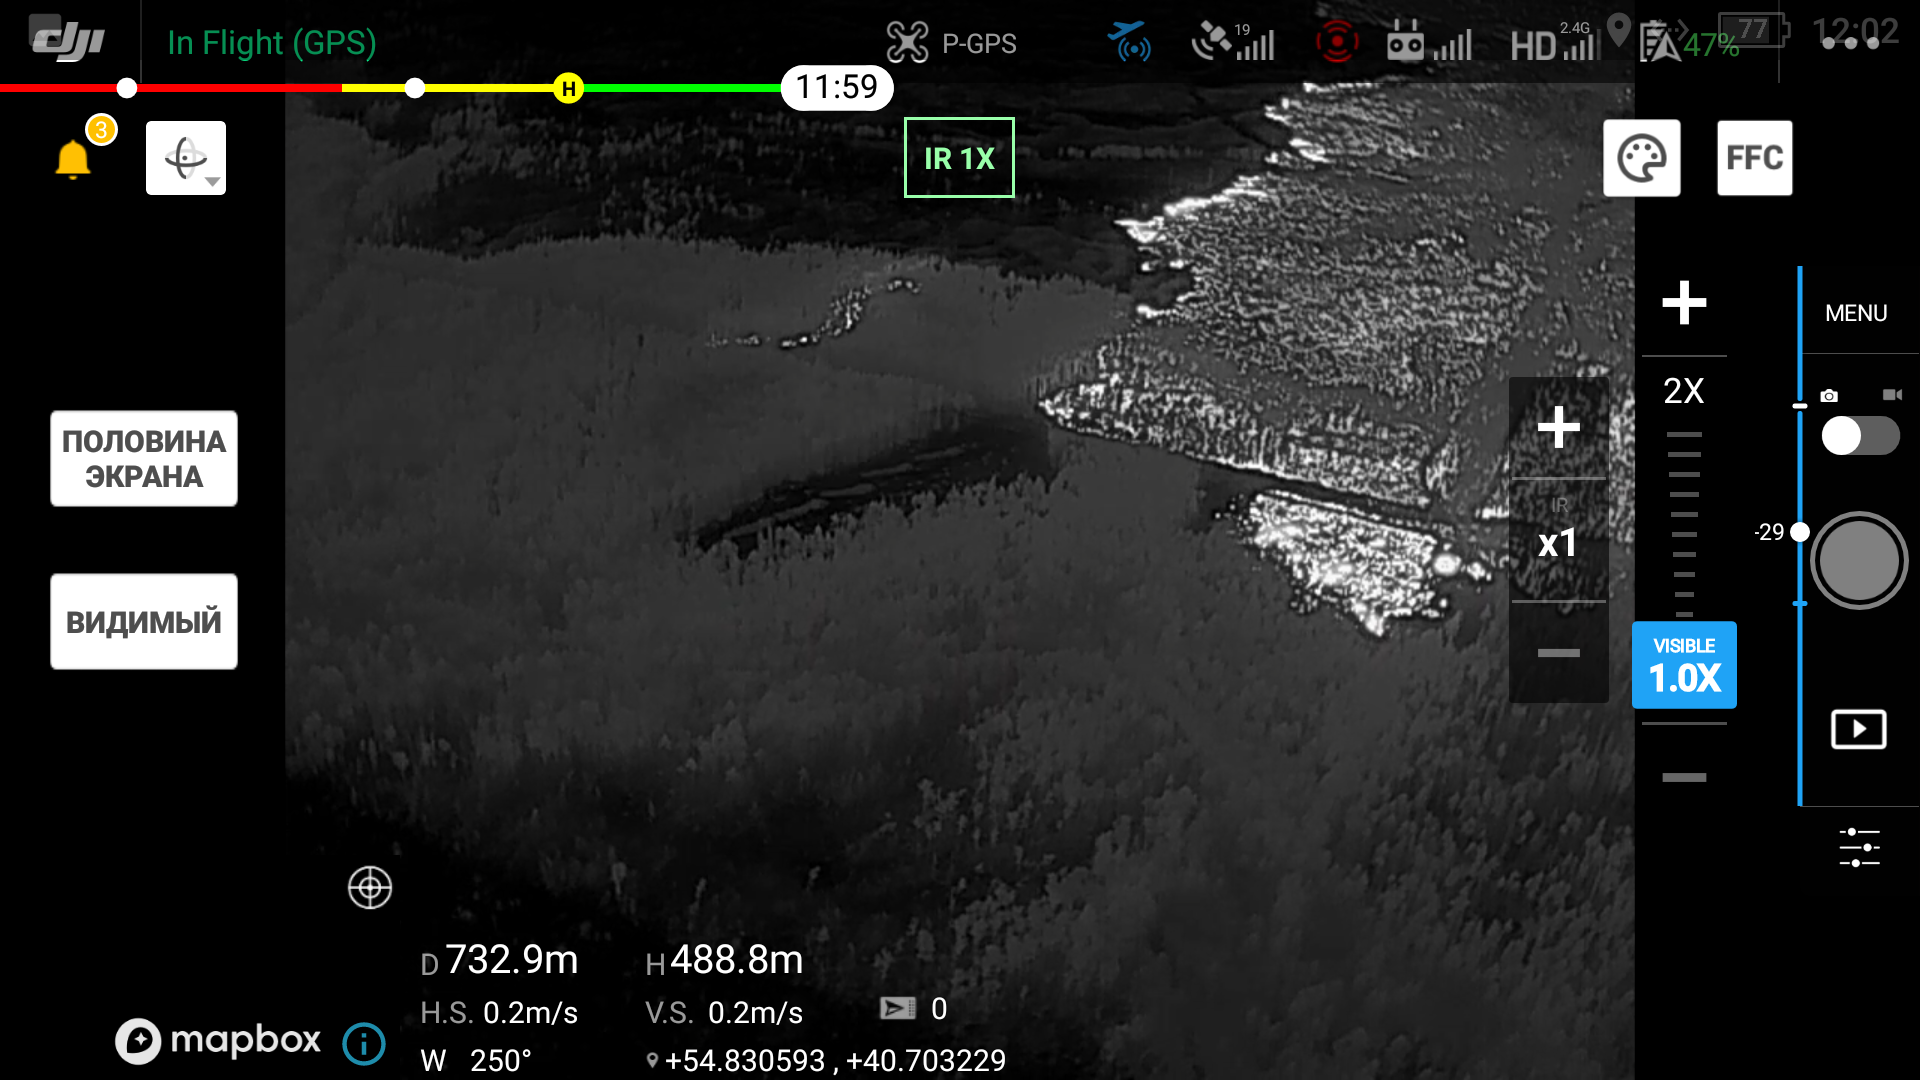 dji
In Flight (GPS)
P-GPS
19
HD
2.4G
47%
77
12:02
H
11:59
3
IR 1X
FFC
MENU
2X
ПОЛОВИНА
ЭКРАНА
IR
x1
-29
ВИДИМЫЙ
VISIBLE
1.0X
D 732.9m
H 488.8m
H.S. 0.2m/s
V.S. 0.2m/s
0
mapbox
W 250°
+54.830593 , +40.703229